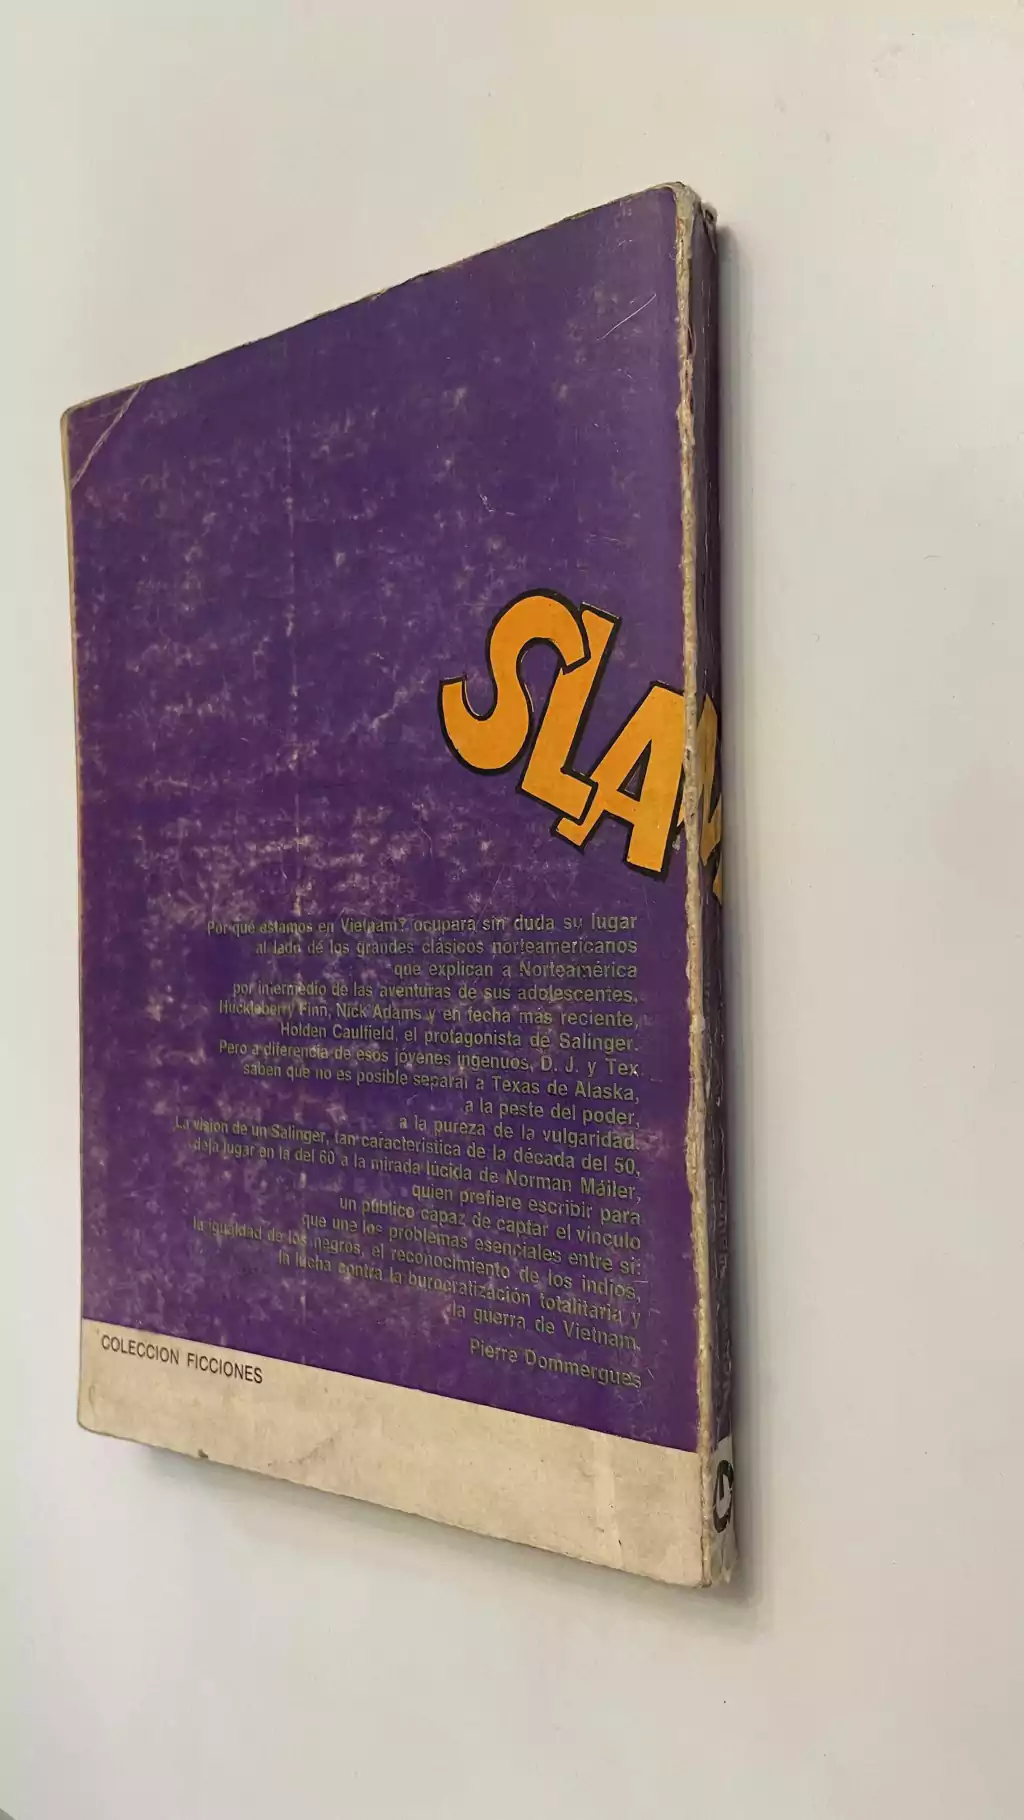 SLA
Por qué estamos en Vietnam? ocupará sin duda su lugar
al lado de los grandes clásicos norteamericanos
que explican a Norteamérica
por intermedio de las aventuras de sus adolescentes,
Huckleberry Finn, Nick Adams y en fecha más reciente,
Holden Caulfield, el protagonista de Salinger.
Pero a diferencia de esos jóvenes ingenuos, D. J. y Tex
saben que no es posible separar a Texas de Alaska,
a la peste del poder,
a la pureza de la vulgaridad.
La visión de un Salinger, tan característica de la década del 50,
deja lugar en la del 60 a la mirada lúcida de Norman Máiler,
quien prefiere escribir para
un público capaz de captar el vínculo
que une los problemas esenciales entre sí:
la igualdad de los negros, el reconocimiento de los indios,
la lucha contra la burocratización totalitaria y
la guerra de Vietnam.
Pierre Dommergues
COLECCION FICCIONES